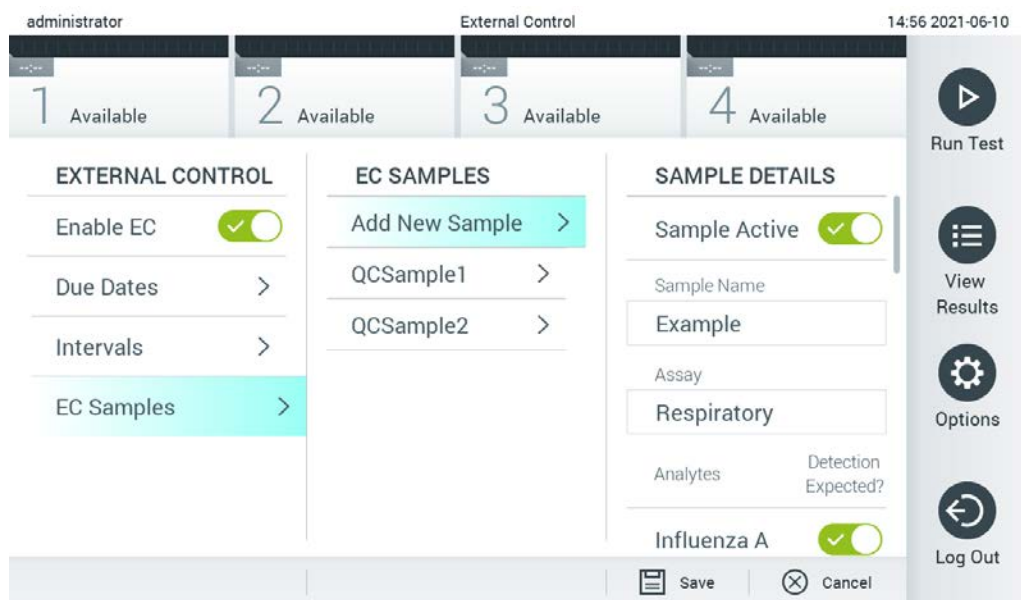 administrator
External Control
14:56 2021-06-10
--:--
1 Available
--:--
2 Available
--:--
3 Available
--:--
4 Available
EXTERNAL CONTROL
Enable EC
Due Dates
Intervals
EC Samples
EC SAMPLES
Add New Sample
QCSample1
QCSample2
SAMPLE DETAILS
Sample Active
Sample Name
Example
Assay
Respiratory
Analytes
Detection
Expected?
Influenza A
Save
Cancel
Run Test
View
Results
Options
Log Out